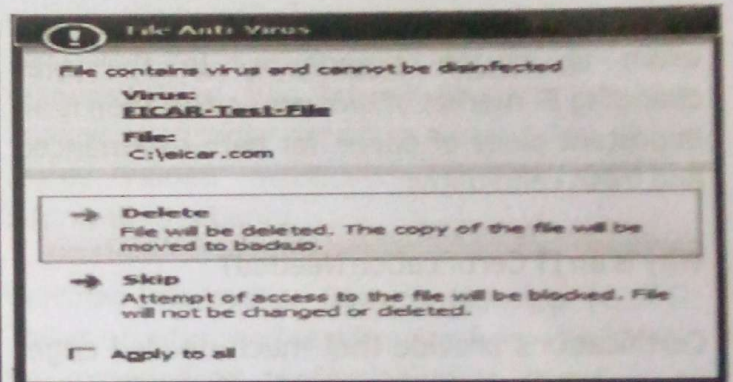 File Anti Virus
File contains virus and cannot be disinfected
Virus:
EICAR-Test-File
File:
C:\eicar.com
Delete
File will be deleted. The copy of the file will be
moved to backup.
Skip
Attempt of access to the file will be blocked. File
will not be changed or deleted.
Apply to all